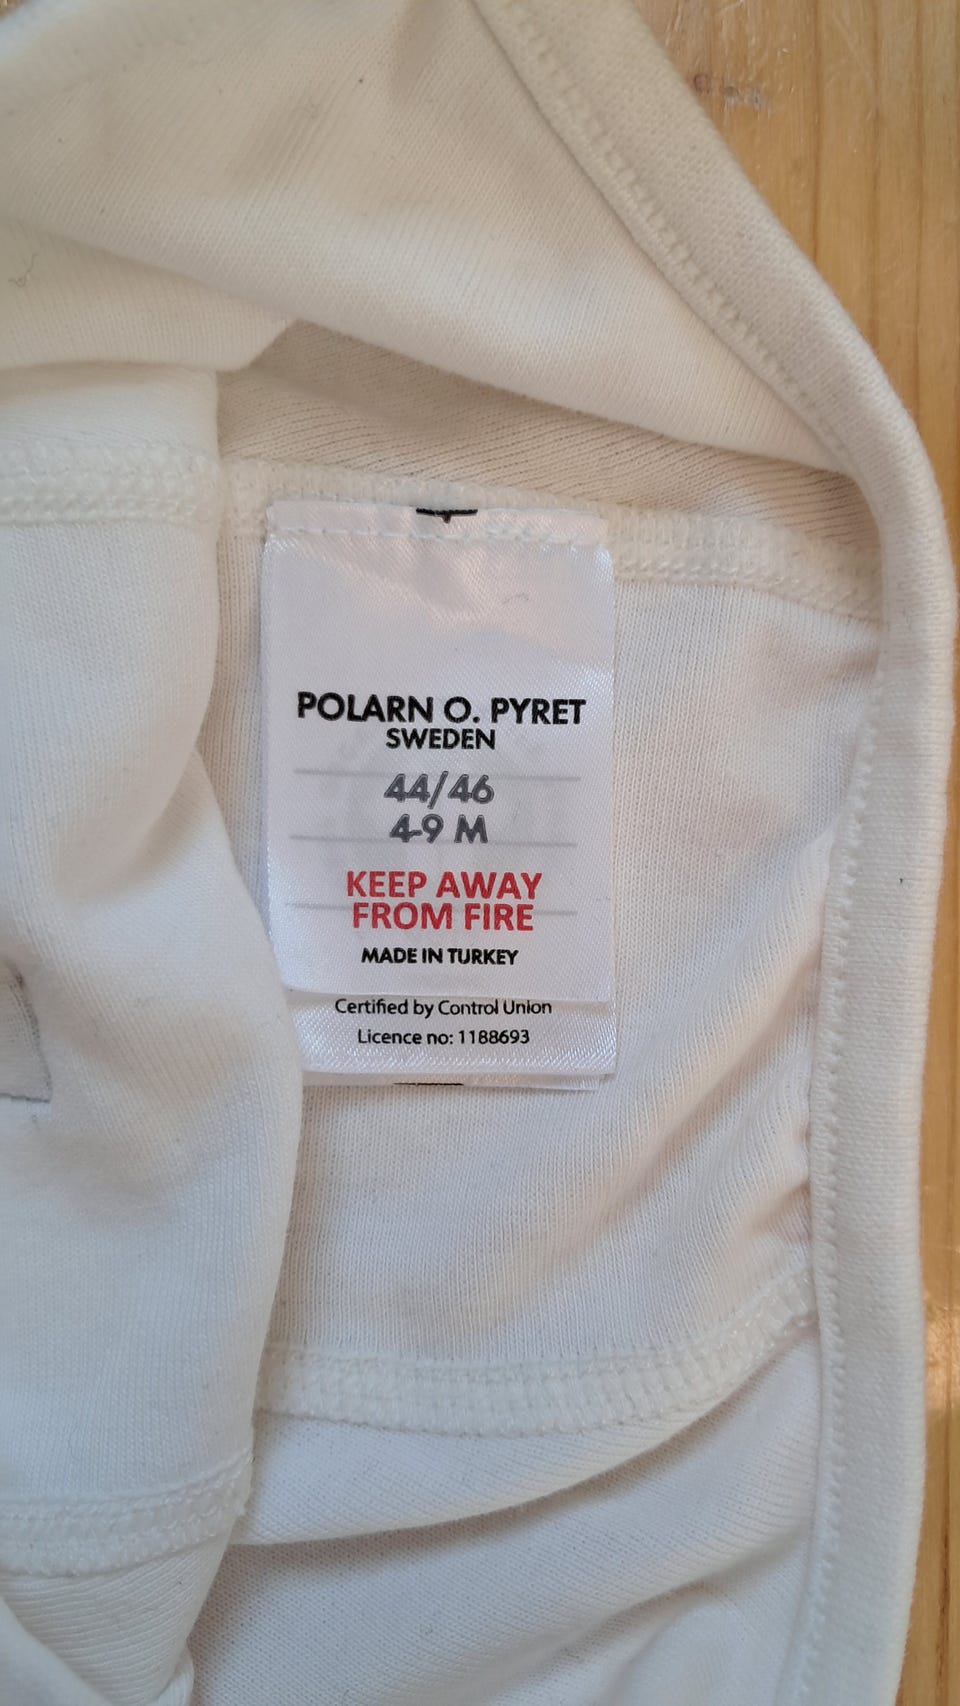 POLARN O. PYRET
SWEDEN
44/46
4-9 M
KEEP AWAY
FROM FIRE
MADE IN TURKEY
Certified by Control Union
Licence no: 1188693